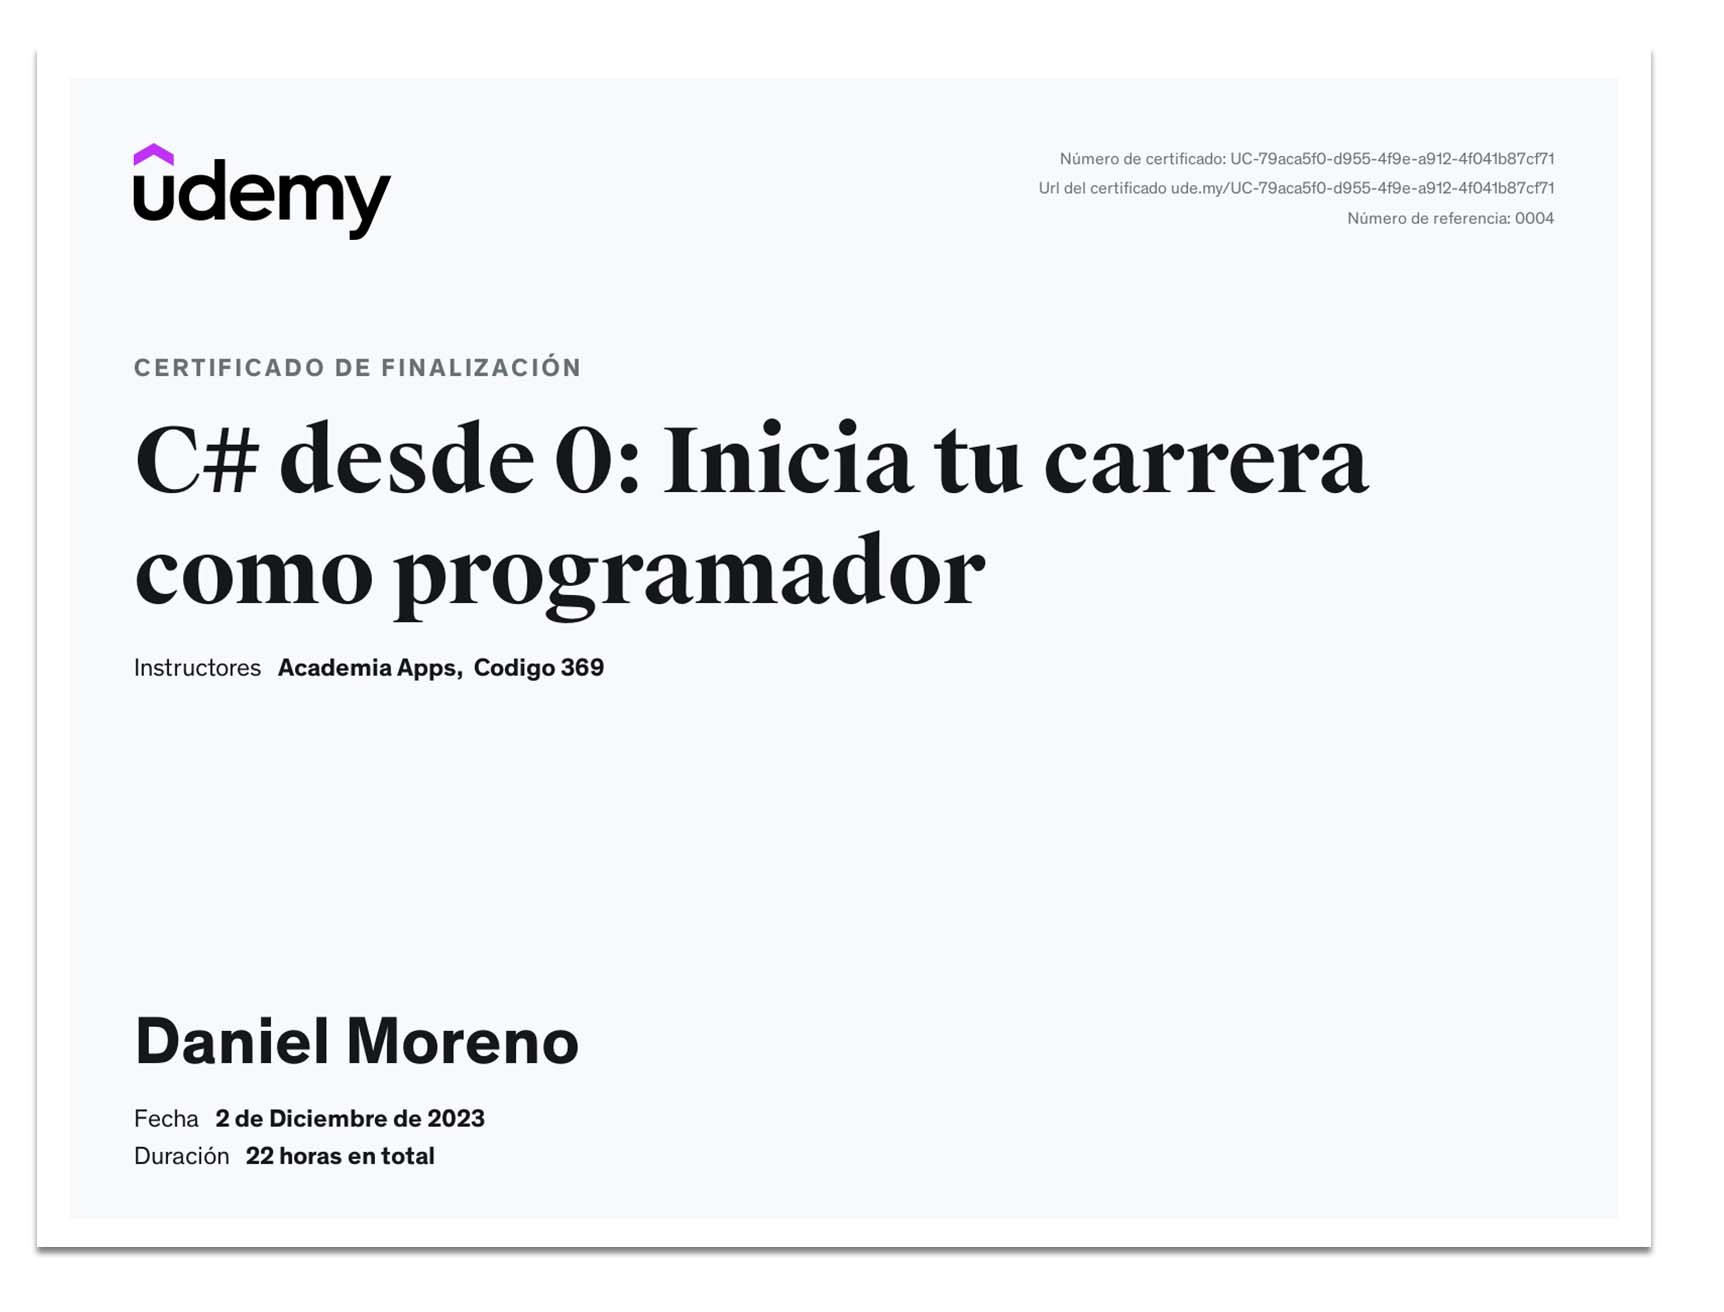 udemy
Número de certificado: UC-79aca5f0-d955-4f9e-a912-4f041b87cf71
Url del certificado ude.my/UC-79aca5f0-d955-4f9e-a912-4f041b87cf71
Número de referencia: 0004
CERTIFICADO DE FINALIZACIÓN
C# desde 0: Inicia tu carrera
como programador
Instructores Academia Apps, Codigo 369
Daniel Moreno
Fecha 2 de Diciembre de 2023
Duración 22 horas en total